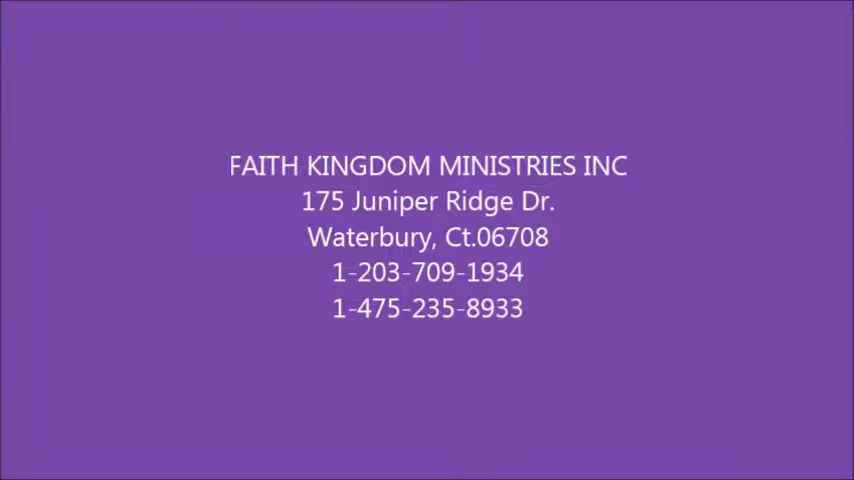 FAITH KINGDOM MINISTRIES INC
175 Juniper Ridge Dr.
Waterbury, Ct.06708
1-203-709-1934
1-475-235-8933